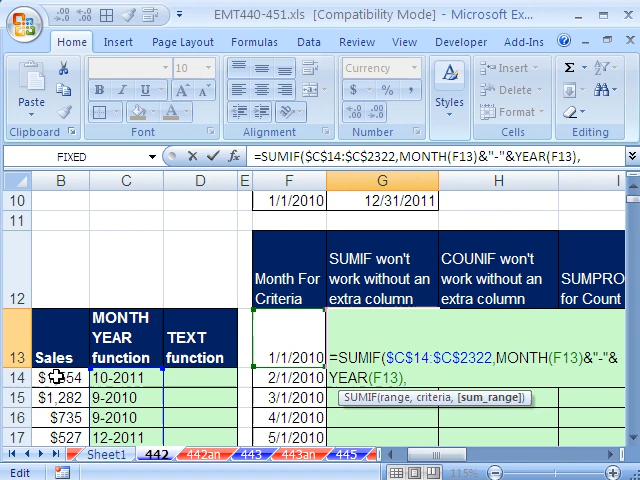 EMT440-451.xls [Compatibility Mode] - Microsoft Ex...
Home Insert Page Layout Formulas Data Review View Developer Add-Ins
Paste
Clipboard
10
B I U
Font
Alignment
Currency
$ % ,
Number
Styles
Insert
Delete
Format
Cells
Σ
Editing
FIXED fx =SUMIF($C$14:$C$2322,MONTH(F13)&"-"&YEAR(F13),
B C D E F G H I
10 1/1/2010 12/31/2011
11
12
Month For
Criteria
SUMIF won't
work without an
extra column
COUNIF won't
work without an
extra column
SUMPRO
for Count
13
Sales
MONTH
YEAR
function
TEXT
function
1/1/2010 =SUMIF($C$14:$C$2322,MONTH(F13)&"-"&
YEAR(F13),
14 10-2011 2/1/2010
SUMIF(range, criteria, [sum_range])
15 $1,282 9-2010 3/1/2010
16 $735 9-2010 4/1/2010
17 $527 12-2011 5/1/2010
Sheet1 442 442an 443 443an 445
Edit 115%